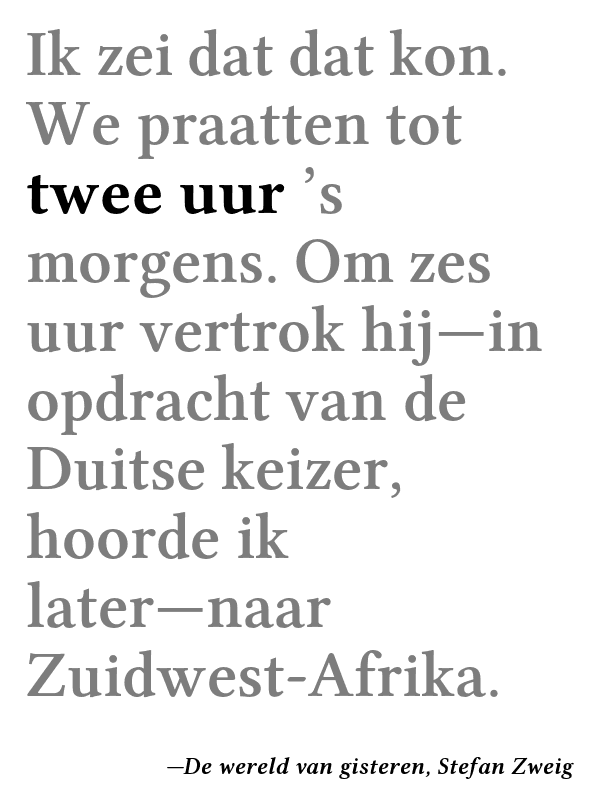 Ik zei dat dat kon.
We praatten tot
twee uur ’s
morgens. Om zes
uur vertrok hij—in
opdracht van de
Duitse keizer,
hoorde ik
later—naar
Zuidwest-Afrika.
—De wereld van gisteren, Stefan Zweig